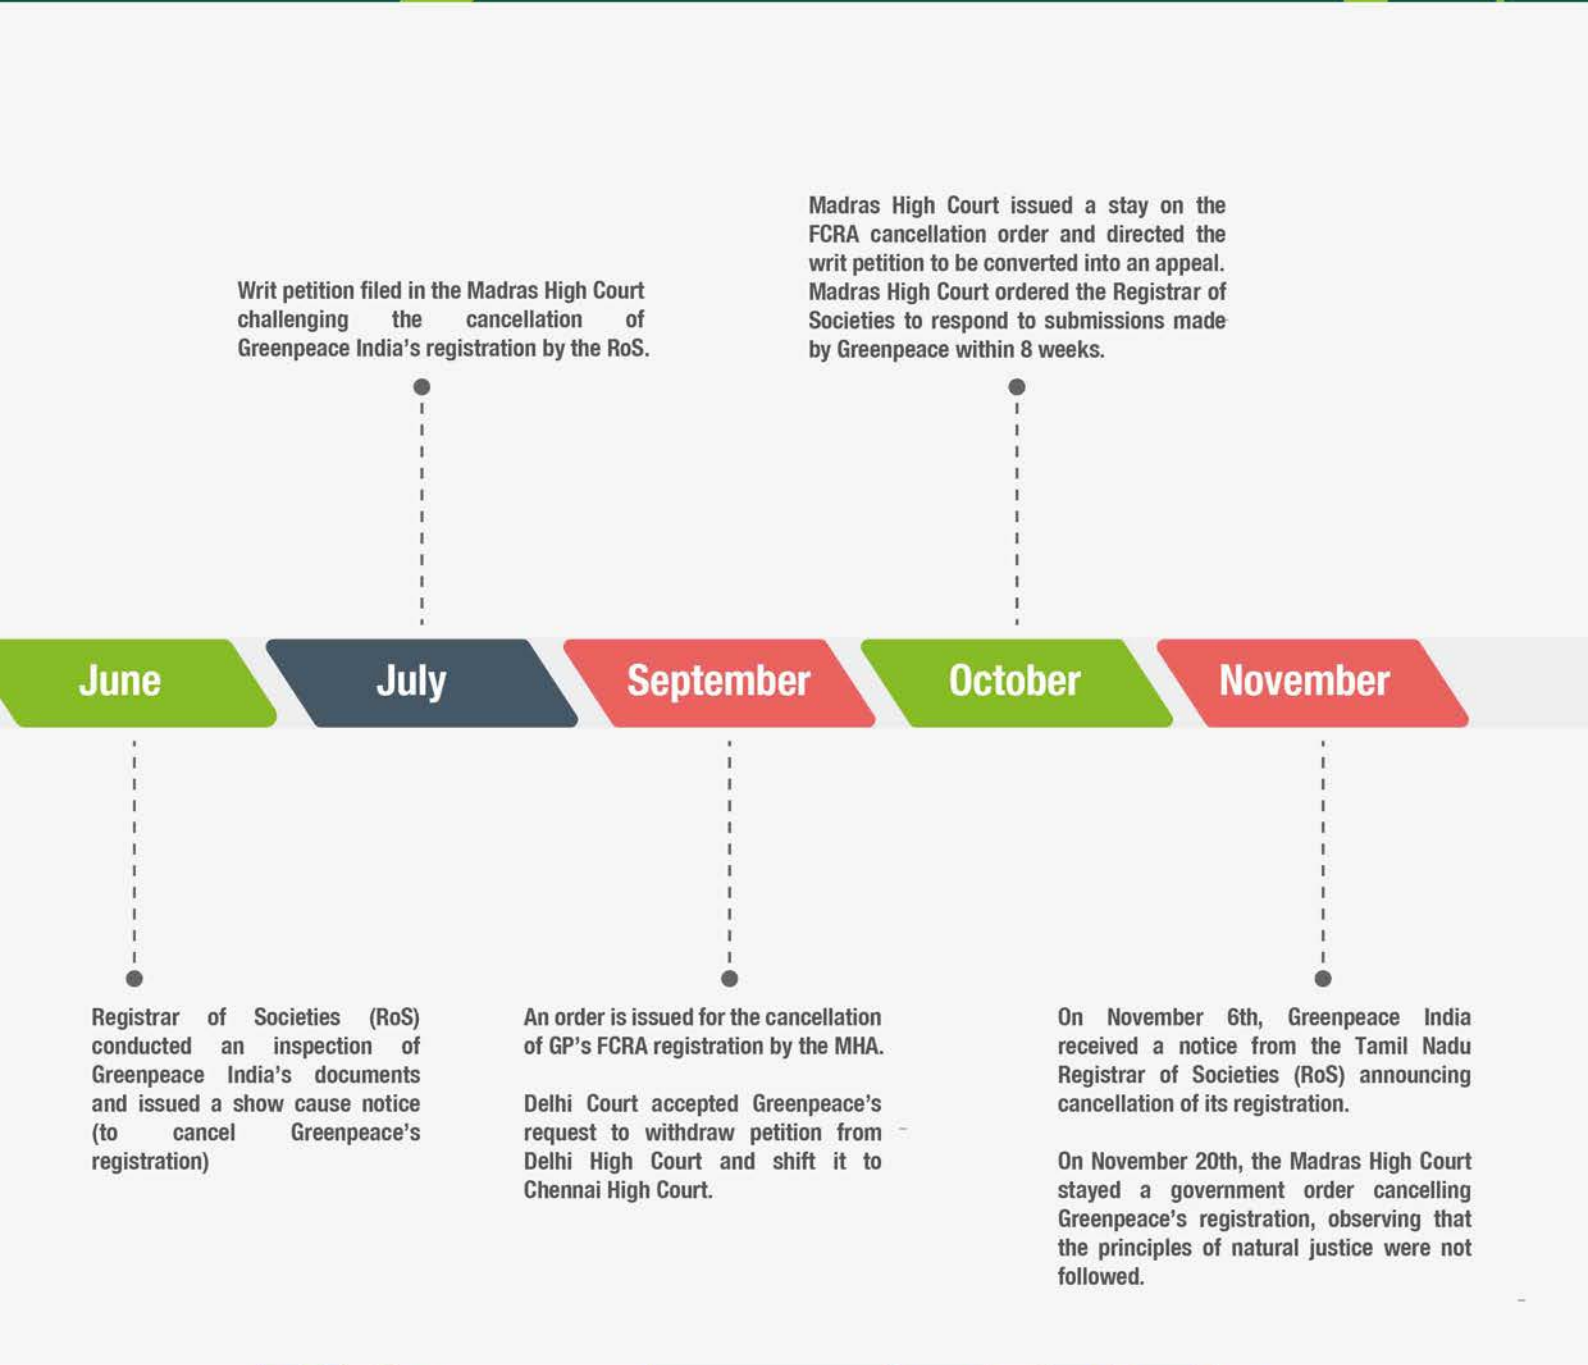 Madras High Court issued a stay on the
FCRA cancellation order and directed the
writ petition to be converted into an appeal.
Madras High Court ordered the Registrar of
Societies to respond to submissions made
by Greenpeace within 8 weeks.
Writ petition filed in the Madras High Court
challenging the cancellation of
Greenpeace India's registration by the RoS.
June
July
September
October
November
Registrar of Societies (RoS)
conducted an inspection of
Greenpeace India's documents
and issued a show cause notice
(to cancel Greenpeace's
registration)
An order is issued for the cancellation
of GP's FCRA registration by the MHA.
Delhi Court accepted Greenpeace's
request to withdraw petition from
Delhi High Court and shift it to
Chennai High Court.
On November 6th, Greenpeace India
received a notice from the Tamil Nadu
Registrar of Societies (RoS) announcing
cancellation of its registration.
On November 20th, the Madras High Court
stayed a government order cancelling
Greenpeace's registration, observing that
the principles of natural justice were not
followed.